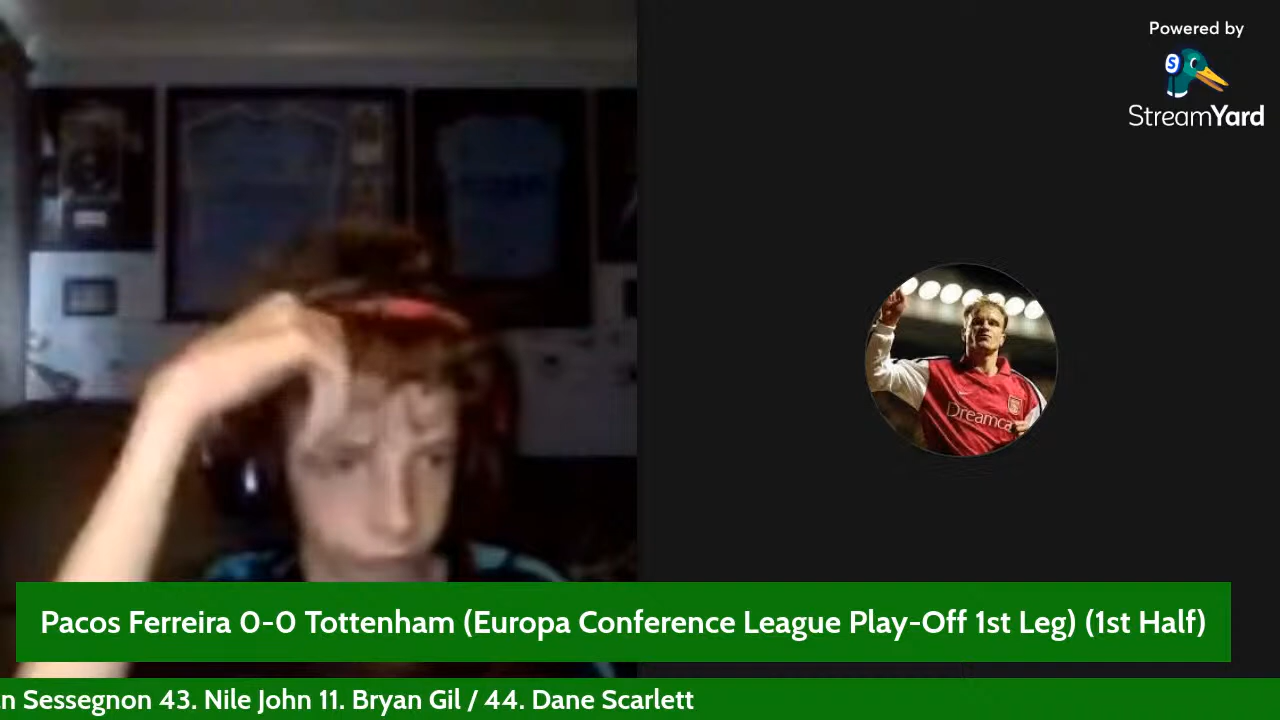 Powered by
S
StreamYard
Dreamca
Pacos Ferreira 0-0 Tottenham (Europa Conference League Play-Off 1st Leg) (1st Half)
n Sessegnon 43. Nile John 11. Bryan Gil / 44. Dane Scarlett